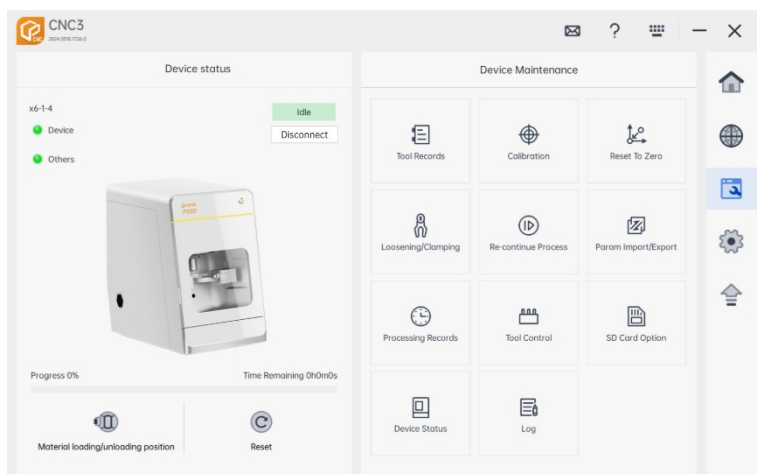 CNC3
Device status
x6-1-4
Idle
Device
Disconnect
Others
Progress 0%
Time Remaining 0h0m0s
Material loading/unloading position
Reset
Device Maintenance
Tool Records
Calibration
Reset To Zero
Loosening/Clamping
Re-continue Process
Param Import/Export
Processing Records
Tool Control
SD Card Option
Device Status
Log